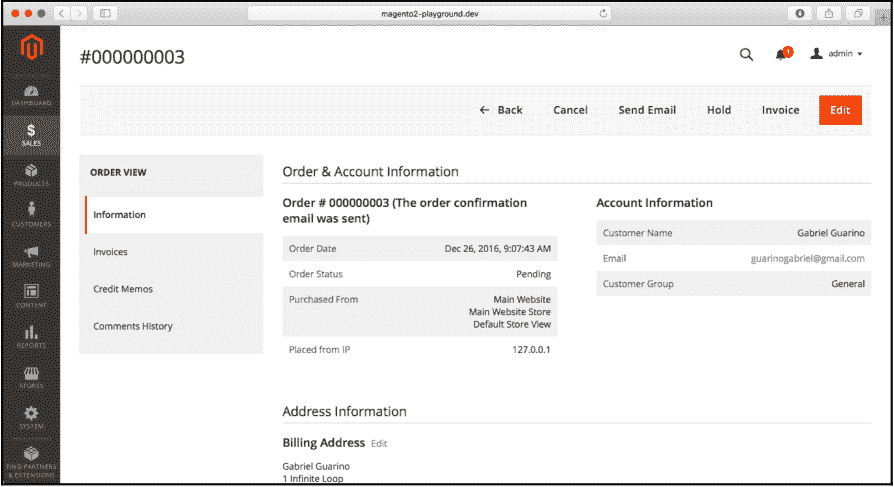 magento2-playground.dev
#000000003
1
admin
Back
Cancel
Send Email
Hold
Invoice
Edit
DASHBOARD
$
SALES
PRODUCTS
CUSTOMERS
MARKETING
CONTENT
REPORTS
STORES
SYSTEM
FIND PARTNERS
& EXTENSIONS
ORDER VIEW
Information
Invoices
Credit Memos
Comments History
Order & Account Information
Order # 000000003 (The order confirmation
email was sent)
Order Date Dec 26, 2016, 9:07:43 AM
Order Status Pending
Purchased From Main Website
Main Website Store
Default Store View
Placed from IP 127.0.0.1
Account Information
Customer Name Gabriel Guarino
Email guarinogabriel@gmail.com
Customer Group General
Address Information
Billing Address Edit
Gabriel Guarino
1 Infinite Loop